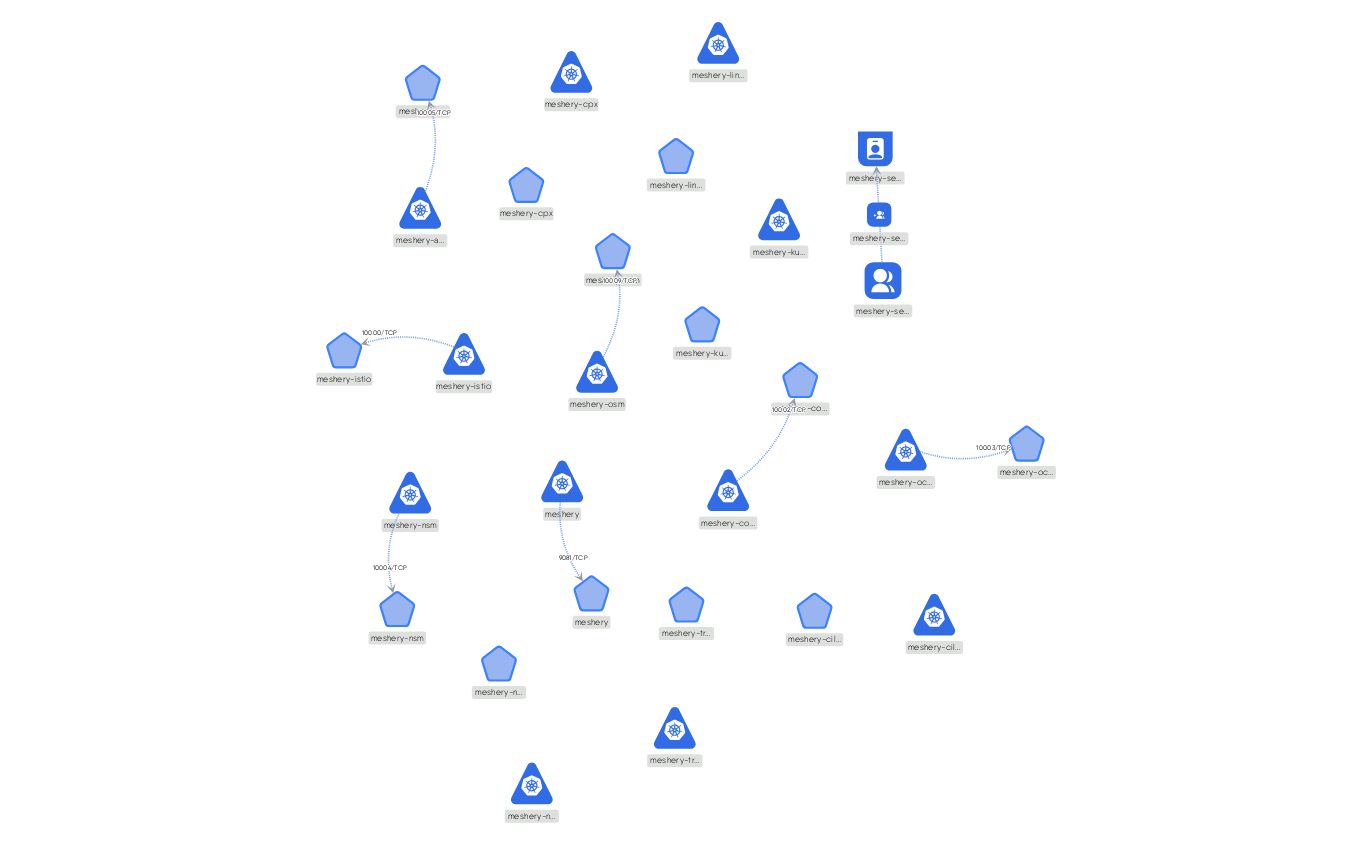 meshery-lin...
meshery-cpx
10005/TCP
meshery-se...
meshery-lin...
meshery-cpx
meshery-a...
meshery-se...
meshery-ku...
10009/TCP
meshery-se...
10000/TCP
meshery-ku...
meshery-istio
meshery-istio
meshery-osm
10002/TCP
-co...
10003/TCP
meshery-oc...
meshery-oc...
meshery
meshery-co...
meshery-nsm
9081/TCP
10004/TCP
meshery
meshery-tr...
meshery-nsm
meshery-cil...
meshery-cil...
meshery-n...
meshery-tr...
meshery-n...